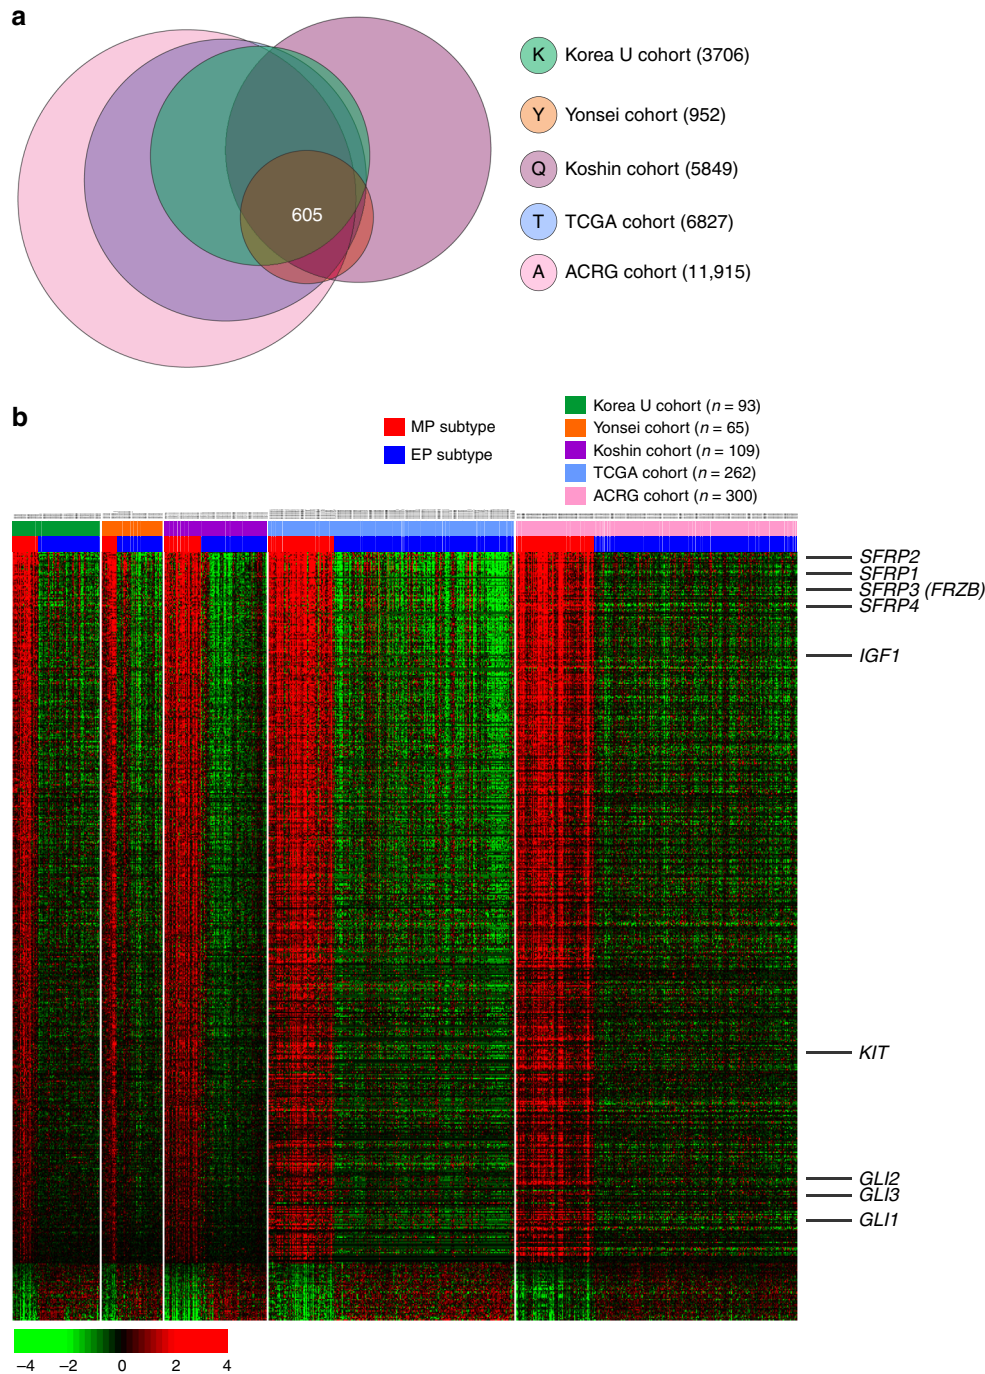 a
K Korea U cohort (3706)
Y Yonsei cohort (952)
Q Koshin cohort (5849)
T TCGA cohort (6827)
A ACRG cohort (11,915)
605
b
MP subtype
EP subtype
Korea U cohort (n = 93)
Yonsei cohort (n = 65)
Koshin cohort (n = 109)
TCGA cohort (n = 262)
ACRG cohort (n = 300)
SFRP2
SFRP1
SFRP3 (FRZB)
SFRP4
IGF1
KIT
GLI2
GLI3
GLI1
–4 –2 0 2 4